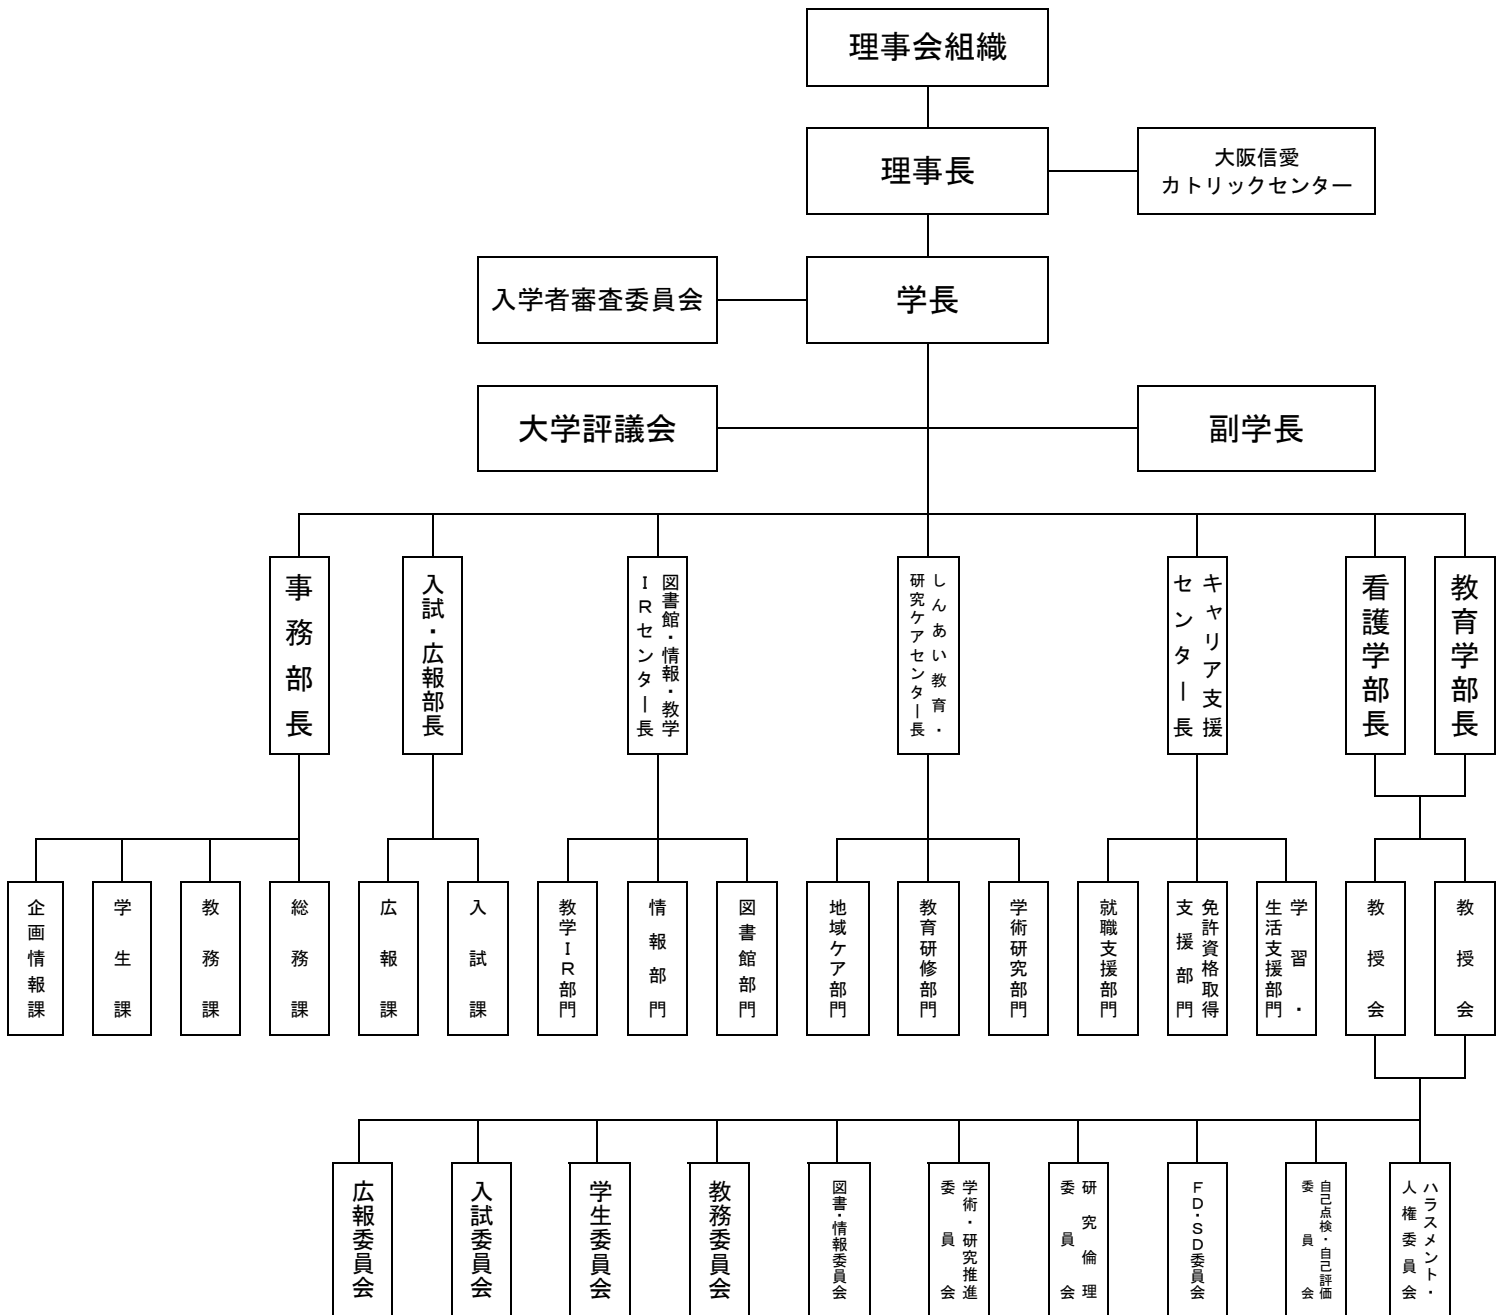 理事会組織
理事長
大阪信愛
カトリックセンター
入学者審査委員会
学長
大学評議会
副学長
事務部長
入試・広報部長
図書館・情報・教学
ＩＲセンター長
しんあい教育・
研究ケアセンター長
キャリア支援
センター長
看護学部長
教育学部長
企画情報課
学生課
教務課
総務課
広報課
入試課
教学ＩＲ部門
情報部門
図書館部門
地域ケア部門
教育研修部門
学術研究部門
就職支援部門
免許資格取得
支援部門
学習・
生活支援部門
教授会
教授会
広報委員会
入試委員会
学生委員会
教務委員会
図書・情報委員会
学術・研究推進
委員会
研究倫理
委員会
ＦＤ・ＳＤ委員会
自己点検・自己評価
委員会
ハラスメント・
人権委員会